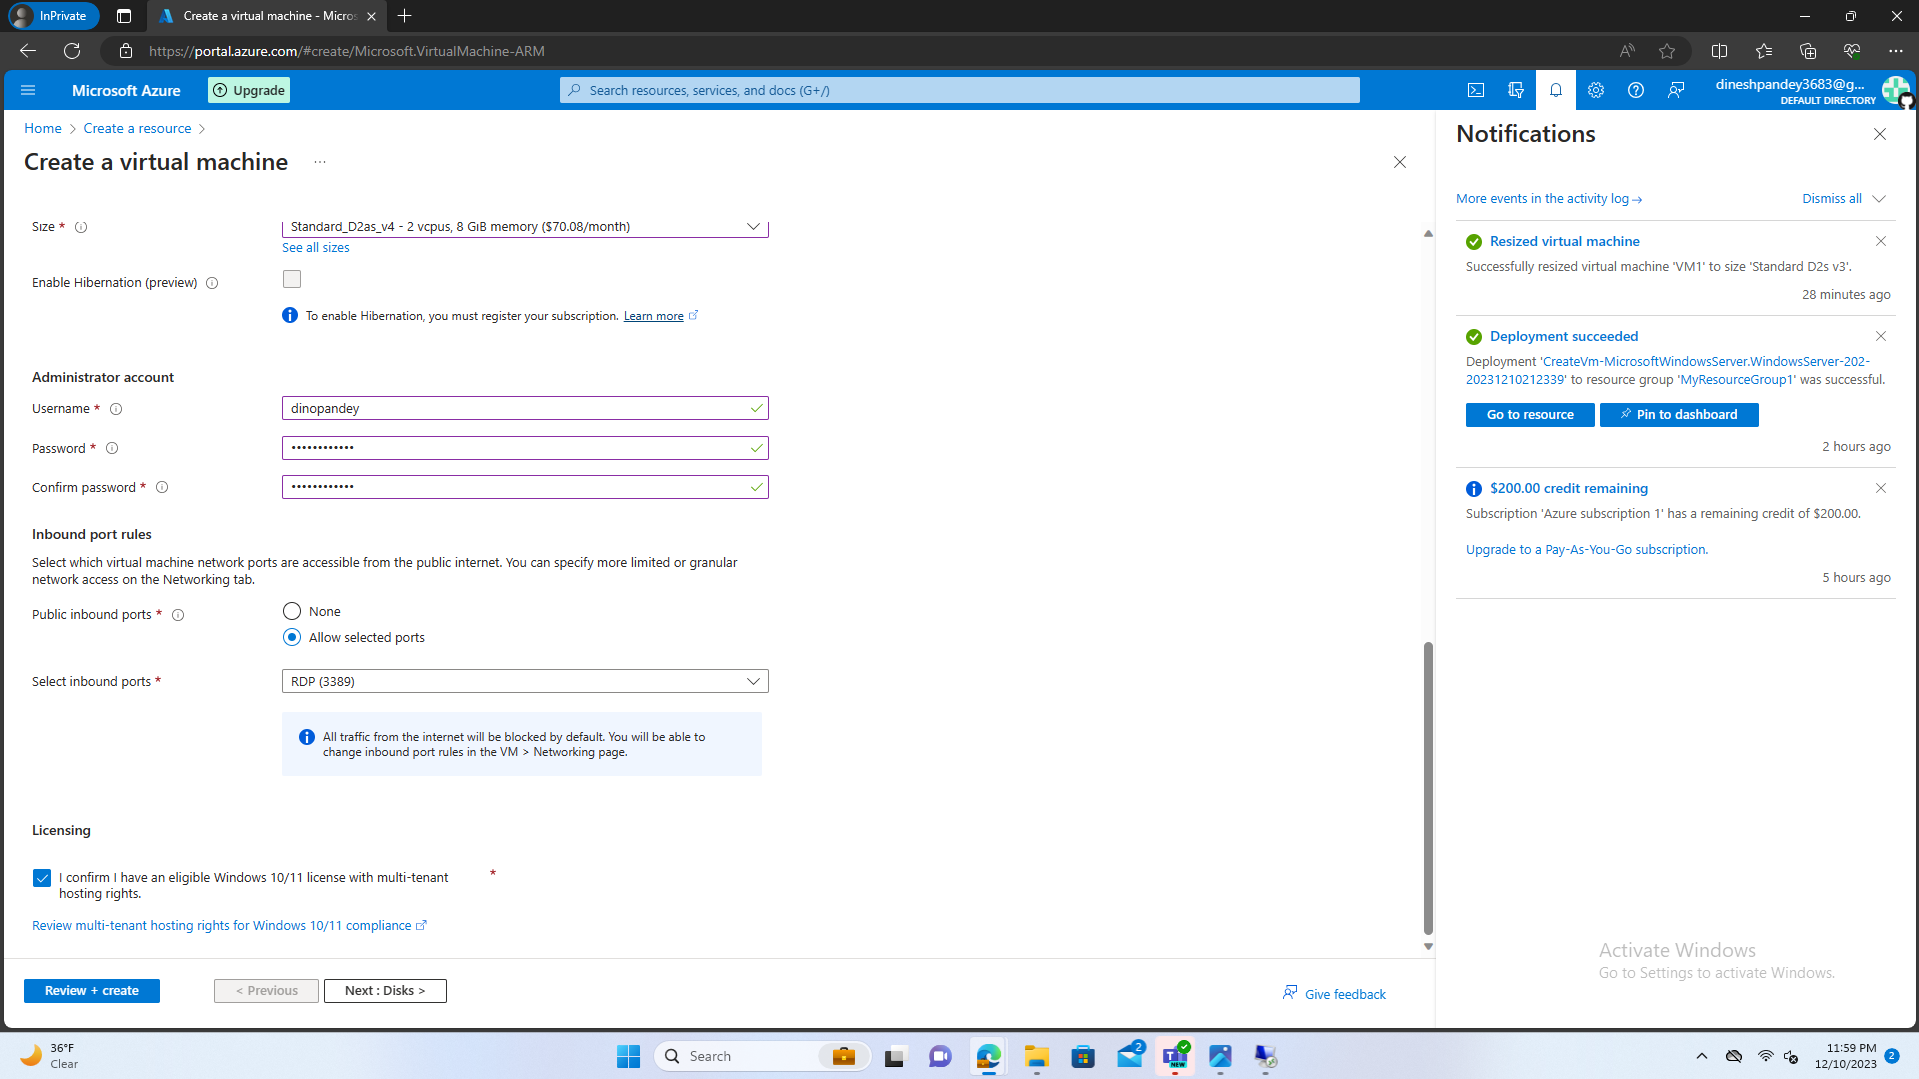 InPrivate
Create a virtual machine - Micros
https://portal.azure.com/#create/Microsoft.VirtualMachine-ARM
Microsoft Azure
Upgrade
Search resources, services, and docs (G+/)
dineshpandey3683@g...
DEFAULT DIRECTORY
Home > Create a resource >
Create a virtual machine
...
Size *
Standard_D2as_v4 - 2 vcpus, 8 GiB memory ($70.08/month)
See all sizes
Enable Hibernation (preview)
To enable Hibernation, you must register your subscription. Learn more
Administrator account
Username *
dinopandey
Password *
••••••••••••
Confirm password *
••••••••••••
Inbound port rules
Select which virtual machine network ports are accessible from the public internet. You can specify more limited or granular
network access on the Networking tab.
Public inbound ports *
None
Allow selected ports
Select inbound ports *
RDP (3389)
All traffic from the internet will be blocked by default. You will be able to
change inbound port rules in the VM > Networking page.
Licensing
I confirm I have an eligible Windows 10/11 license with multi-tenant
hosting rights. *
Review multi-tenant hosting rights for Windows 10/11 compliance
Review + create
< Previous
Next : Disks >
Give feedback
Notifications
More events in the activity log →
Dismiss all
Resized virtual machine
Successfully resized virtual machine 'VM1' to size 'Standard D2s v3'.
28 minutes ago
Deployment succeeded
Deployment 'CreateVm-MicrosoftWindowsServer.WindowsServer-202-
20231210212339' to resource group 'MyResourceGroup1' was successful.
Go to resource
Pin to dashboard
2 hours ago
$200.00 credit remaining
Subscription 'Azure subscription 1' has a remaining credit of $200.00.
Upgrade to a Pay-As-You-Go subscription.
5 hours ago
Activate Windows
Go to Settings to activate Windows.
36°F
Clear
Search
2
NEW
11:59 PM
12/10/2023
2